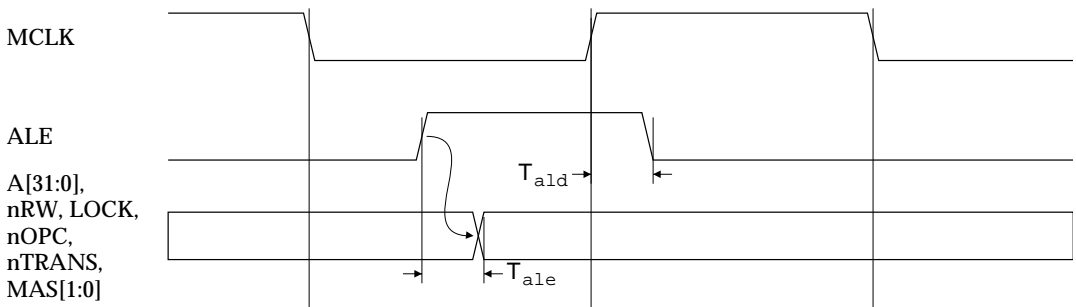 MCLK
ALE
T_ald
A[31:0],
nRW, LOCK,
nOPC,
nTRANS,
MAS[1:0]
T_ale